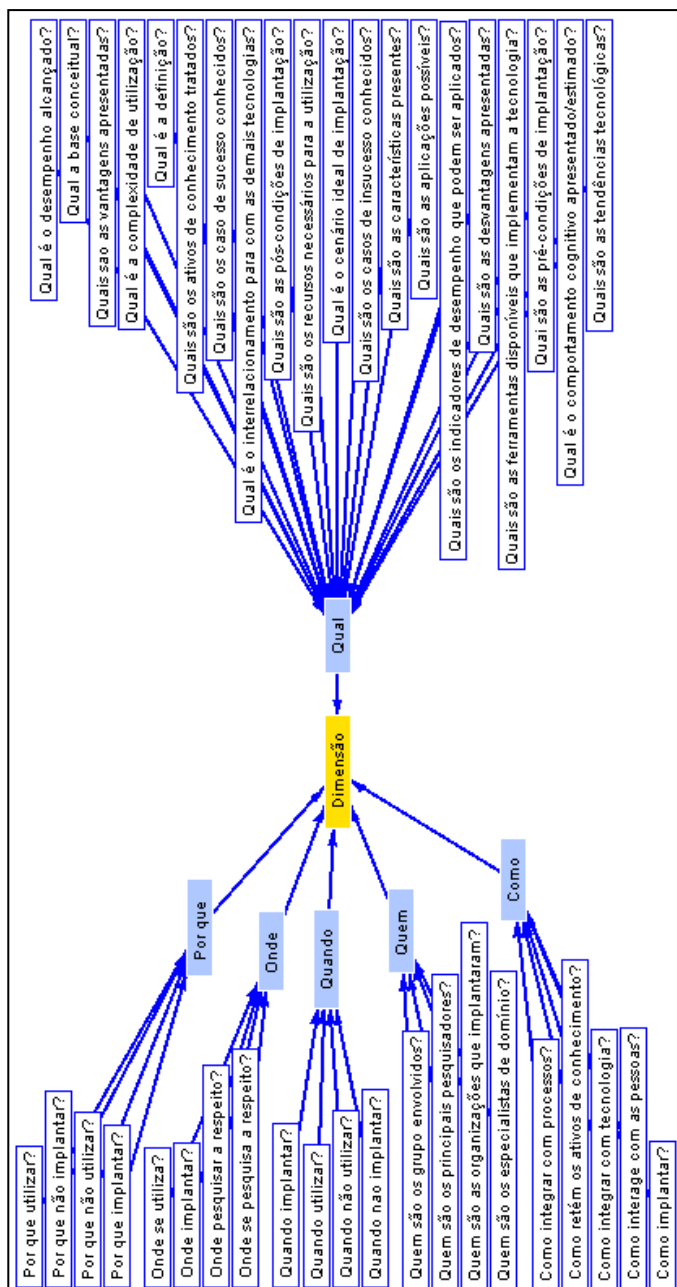 Qual é o desempenho alcançado?
Qual a base conceitual?
Quais são as vantagens apresentadas?
Qual é a complexidade de utilização?
Qual é a definição?
Quais são os ativos de conhecimento tratados?
Quais são os caso de sucesso conhecidos?
Qual é o interrelacionamento para com as demais tecnologias?
Quais são as pós-condições de implantação?
Quais são os recursos necessários para a utilização?
Qual é o cenário ideal de implantação?
Quais são os casos de insucesso conhecidos?
Quais são as características presentes?
Quais são as aplicações possíveis?
Quais são os indicadores de desempenho que podem ser aplicados?
Quais são as desvantagens apresentadas?
Quais são as ferramentas disponíveis que implementam a tecnologia?
Quais são as pré-condições de implantação?
Qual é o comportamento cognitivo apresentado/estimado?
Quais são as tendências tecnológicas?
Qual
Dimensão
Por que
Onde
Quando
Quem
Como
Por que utilizar?
Por que não implantar?
Por que não utilizar?
Por que implantar?
Onde se utiliza?
Onde implantar?
Onde pesquisar a respeito?
Onde se pesquisa a respeito?
Quando implantar?
Quando utilizar?
Quando não utilizar?
Quando não implantar?
Quem são os grupo envolvidos?
Quem são os principais pesquisadores?
Quem são as organizações que implantaram?
Quem são os especialistas de domínio?
Como integrar com processos?
Como retém os ativos de conhecimento?
Como integrar com tecnologia?
Como interage com as pessoas?
Como implantar?